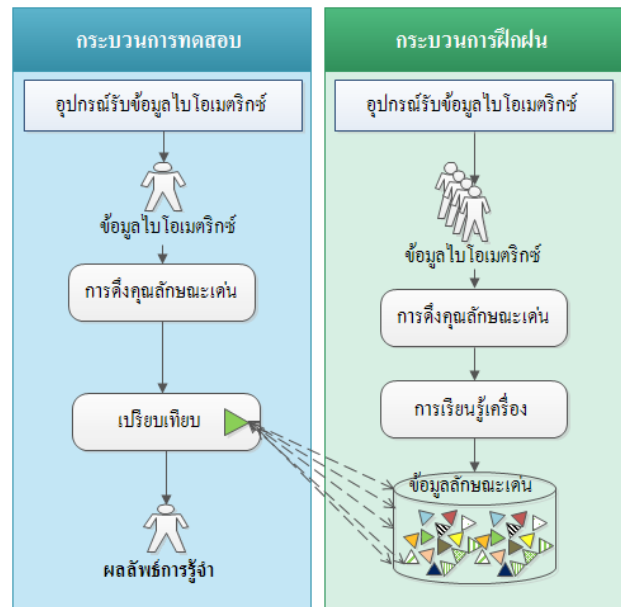 กระบวนการทดสอบ
อุปกรณ์รับข้อมูลไบโอเมตริกซ์
ข้อมูลไบโอเมตริกซ์
การดึงคุณลักษณะเด่น
เปรียบเทียบ
ผลลัพธ์การรู้จำ
กระบวนการฝึกฝน
อุปกรณ์รับข้อมูลไบโอเมตริกซ์
ข้อมูลไบโอเมตริกซ์
การดึงคุณลักษณะเด่น
การเรียนรู้เครื่อง
ข้อมูลลักษณะเด่น